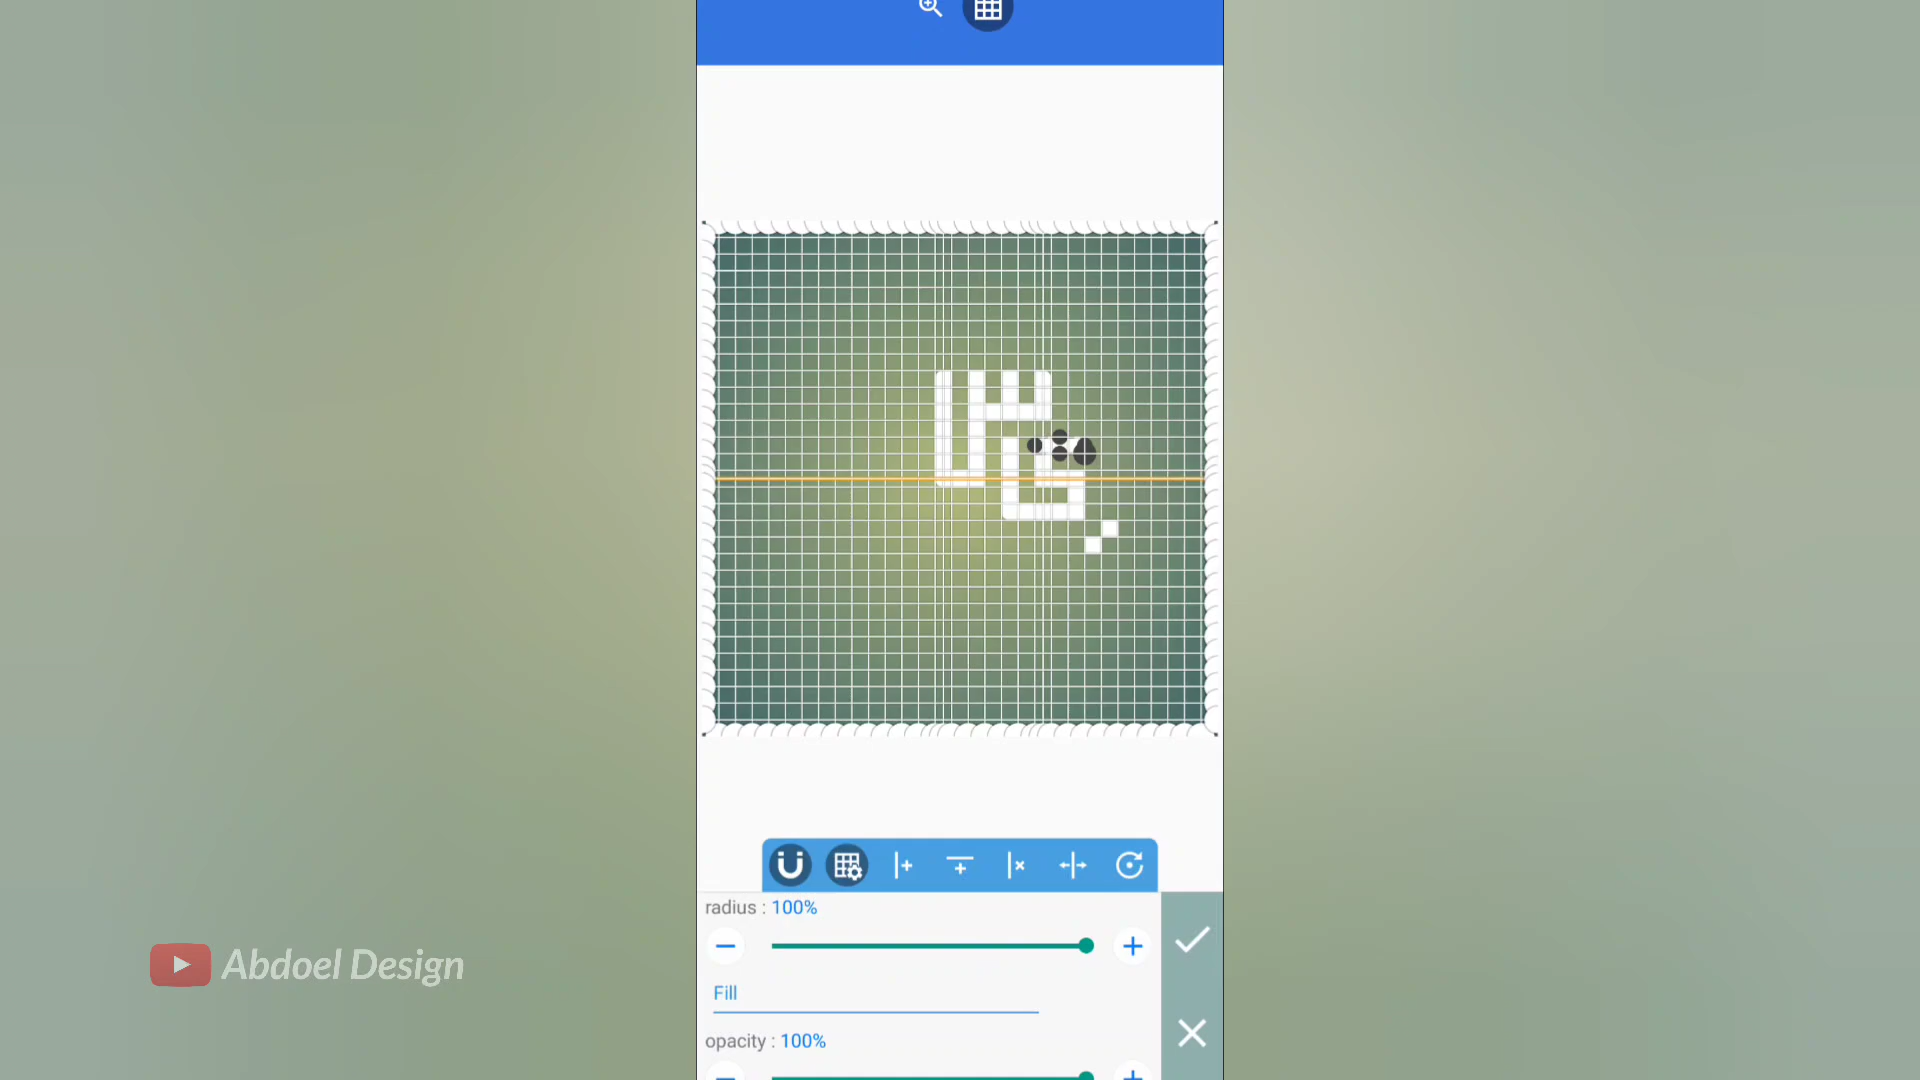 radius : 100%
Fill
opacity : 100%
Abdoel Design